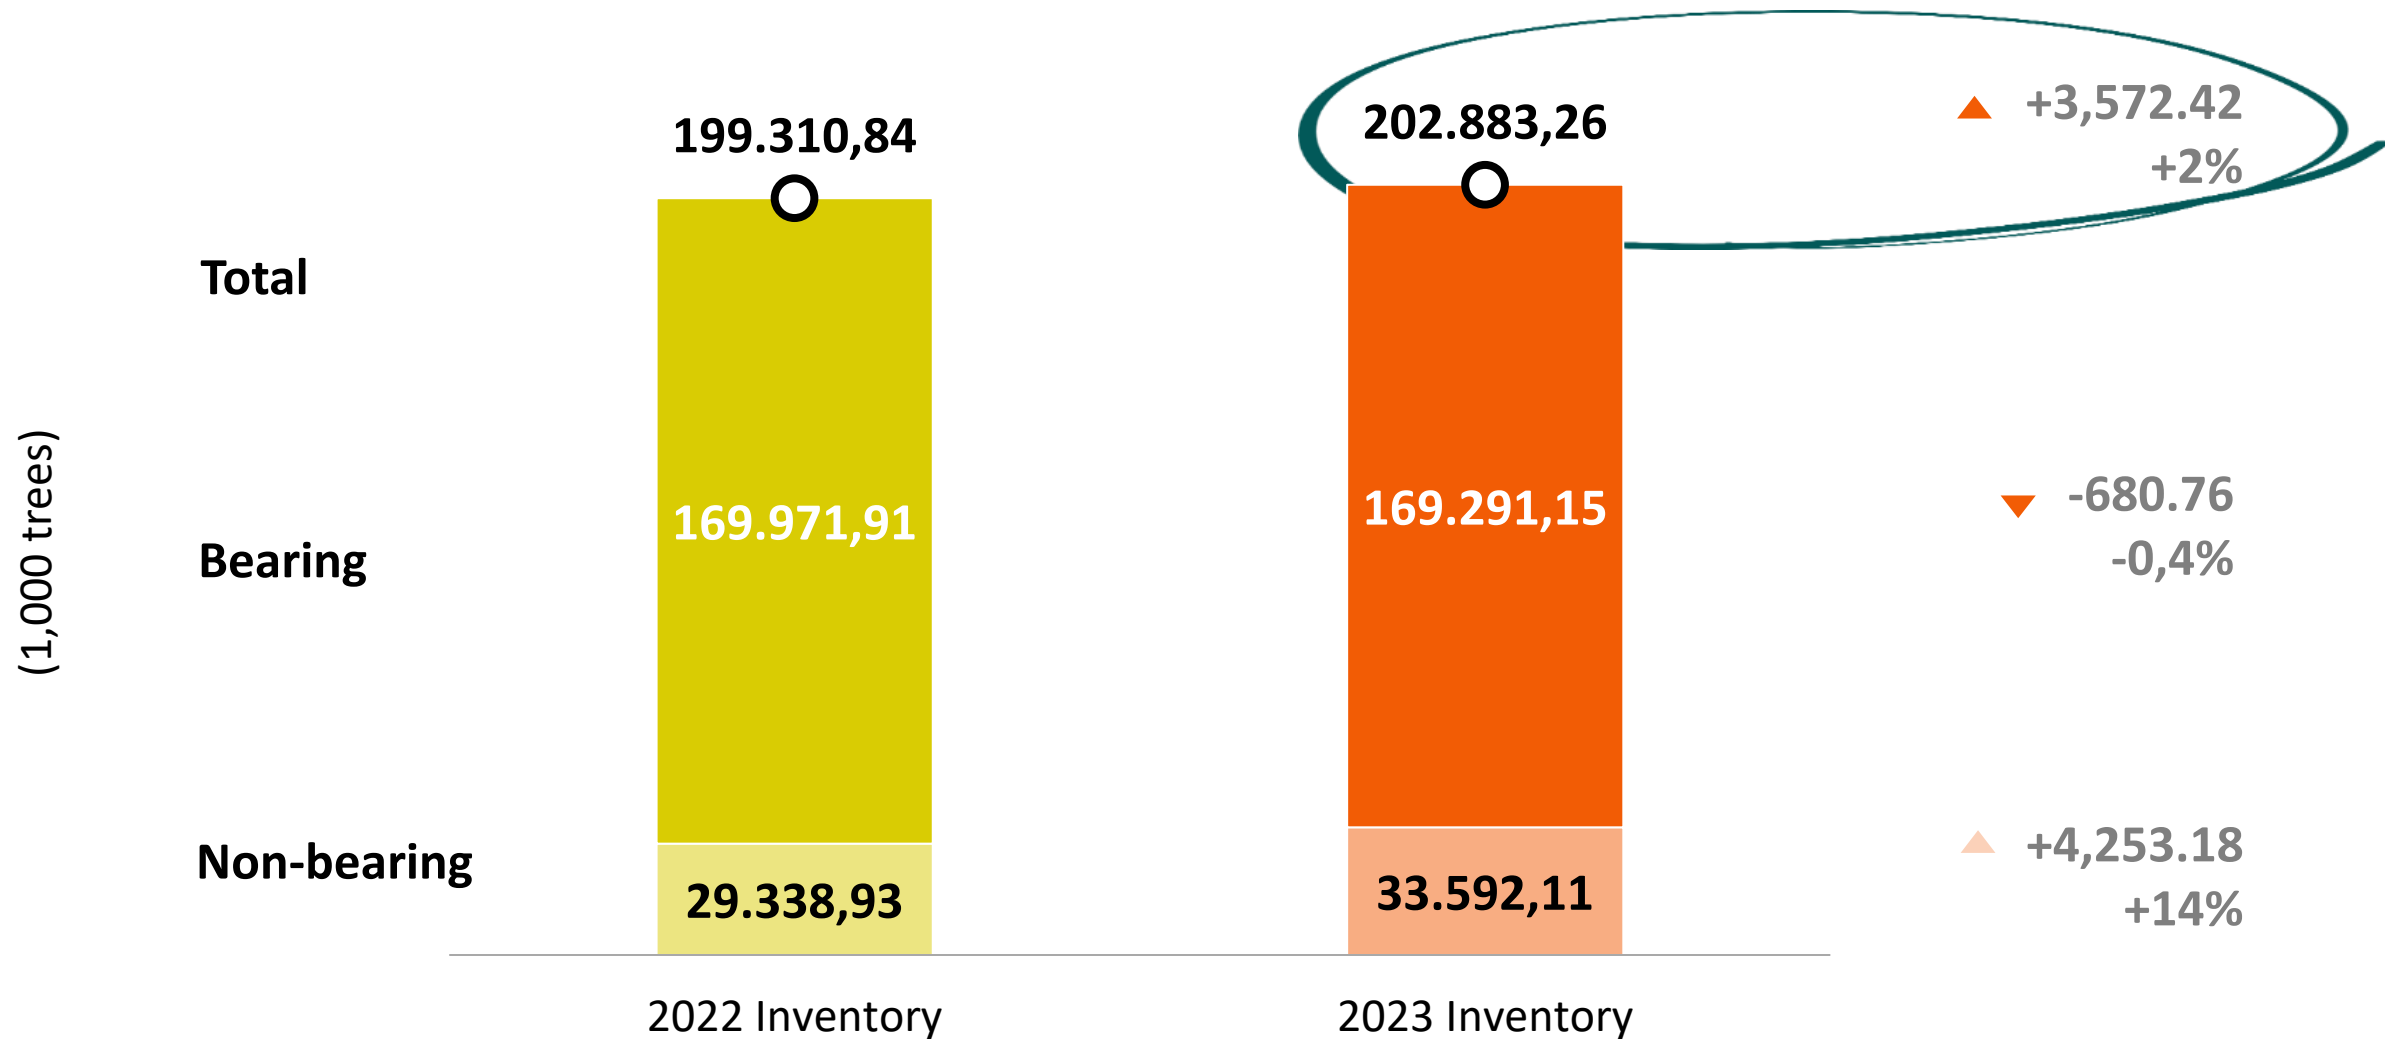 199.310,84
202.883,26
+3,572.42
+2%
Total
(1,000 trees)
169.971,91
169.291,15
-680.76
-0,4%
Bearing
Non-bearing
29.338,93
33.592,11
+4,253.18
+14%
2022 Inventory
2023 Inventory